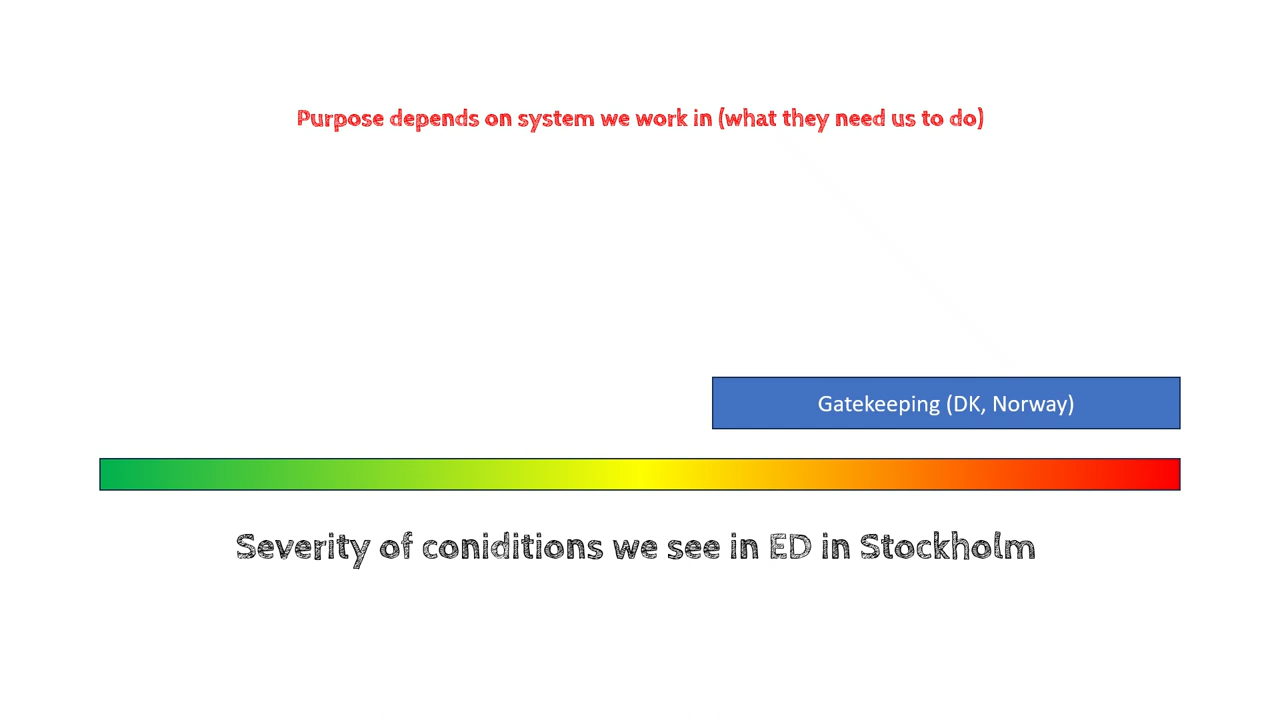 Purpose depends on system we work in (what they need us to do)
Gatekeeping (DK, Norway)
Severity of coniditions we see in ED in Stockholm